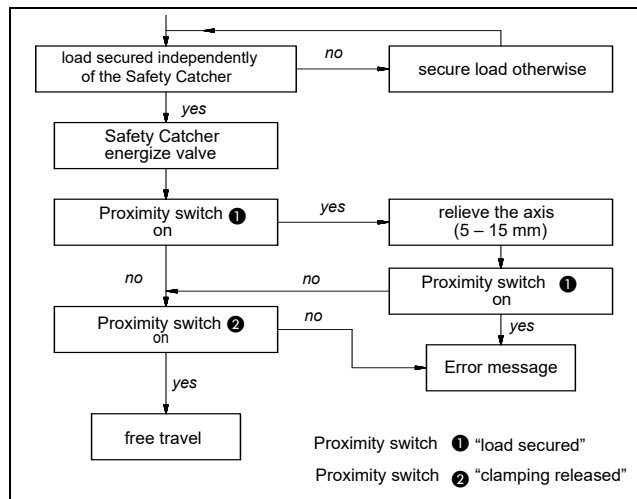 load secured independently
of the Safety Catcher
no
secure load otherwise
yes
Safety Catcher
energize valve
Proximity switch ❶
on
yes
relieve the axis
(5 – 15 mm)
no
no
Proximity switch ❶
on
Proximity switch ❷
on
no
yes
Error message
yes
free travel
Proximity switch ❶ “load secured”
Proximity switch ❷ “clamping released”